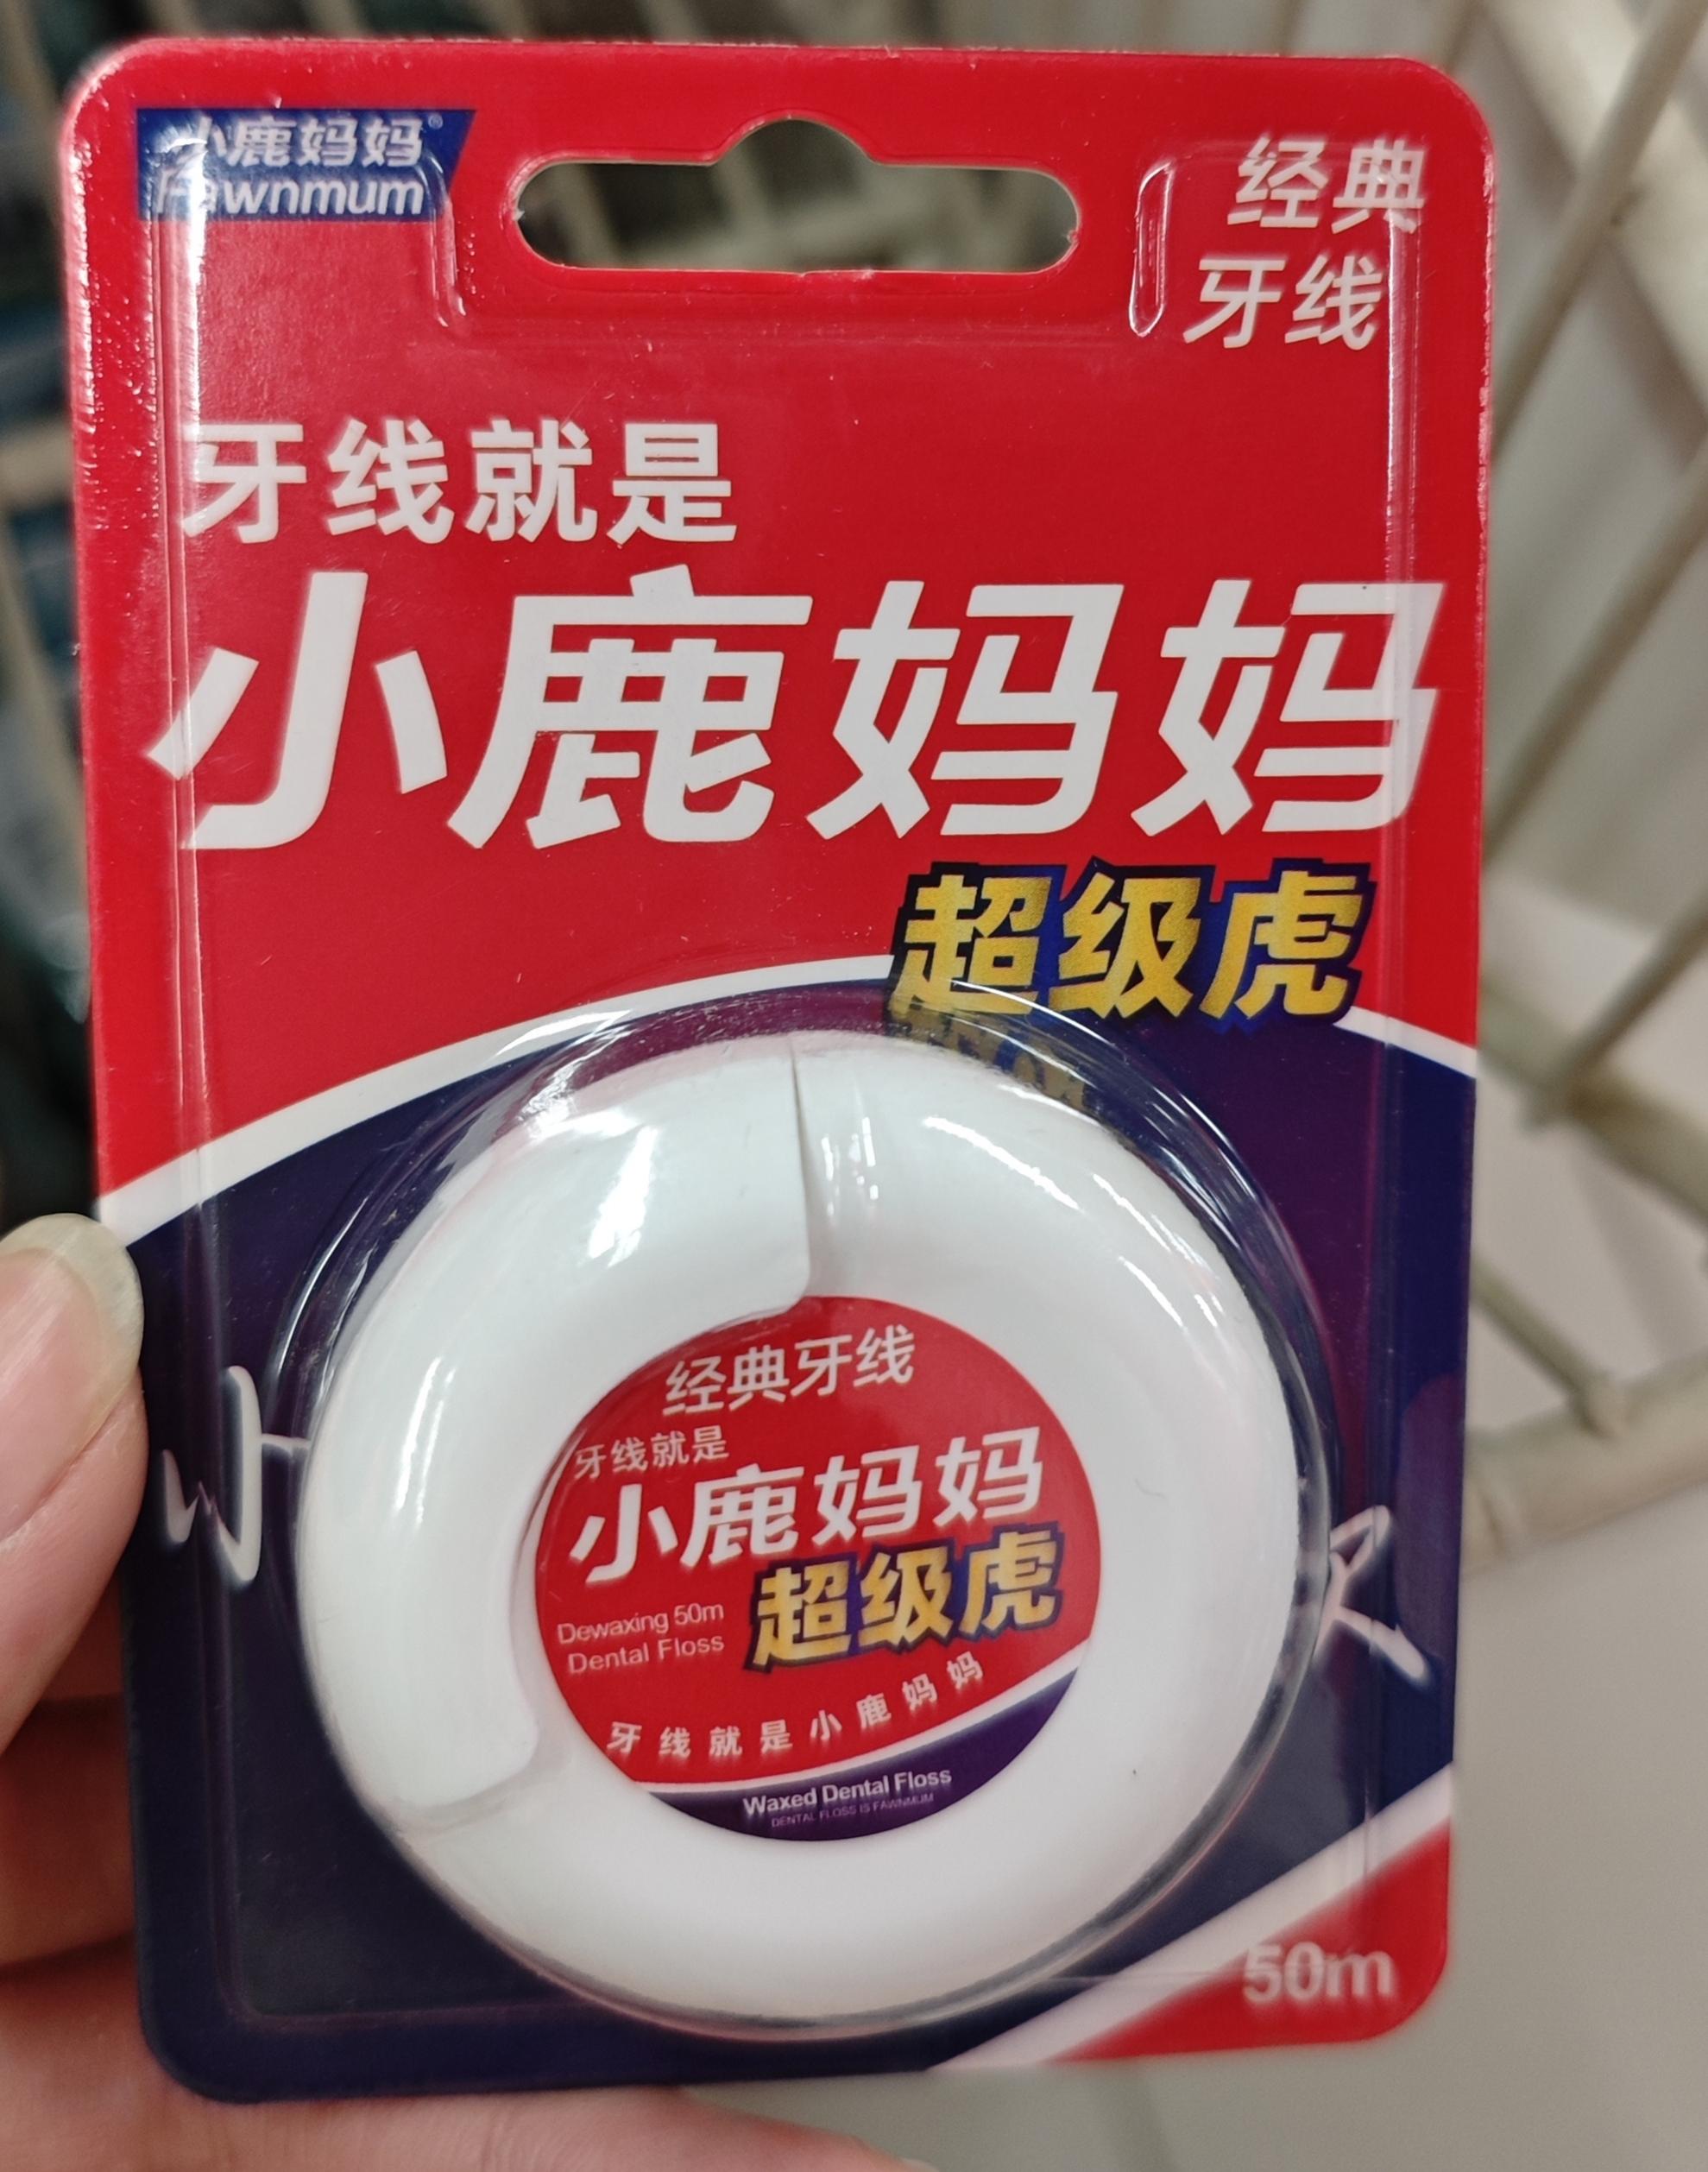 小鹿妈妈®
Fawnmum
经典
牙线
牙线就是
小鹿妈妈
超级虎
经典牙线
牙线就是
小鹿妈妈
超级虎
Dewaxing 50m
Dental Floss
牙线就是小鹿妈妈
Waxed Dental Floss
DENTAL FLOSS IS FAWNMUM
50m